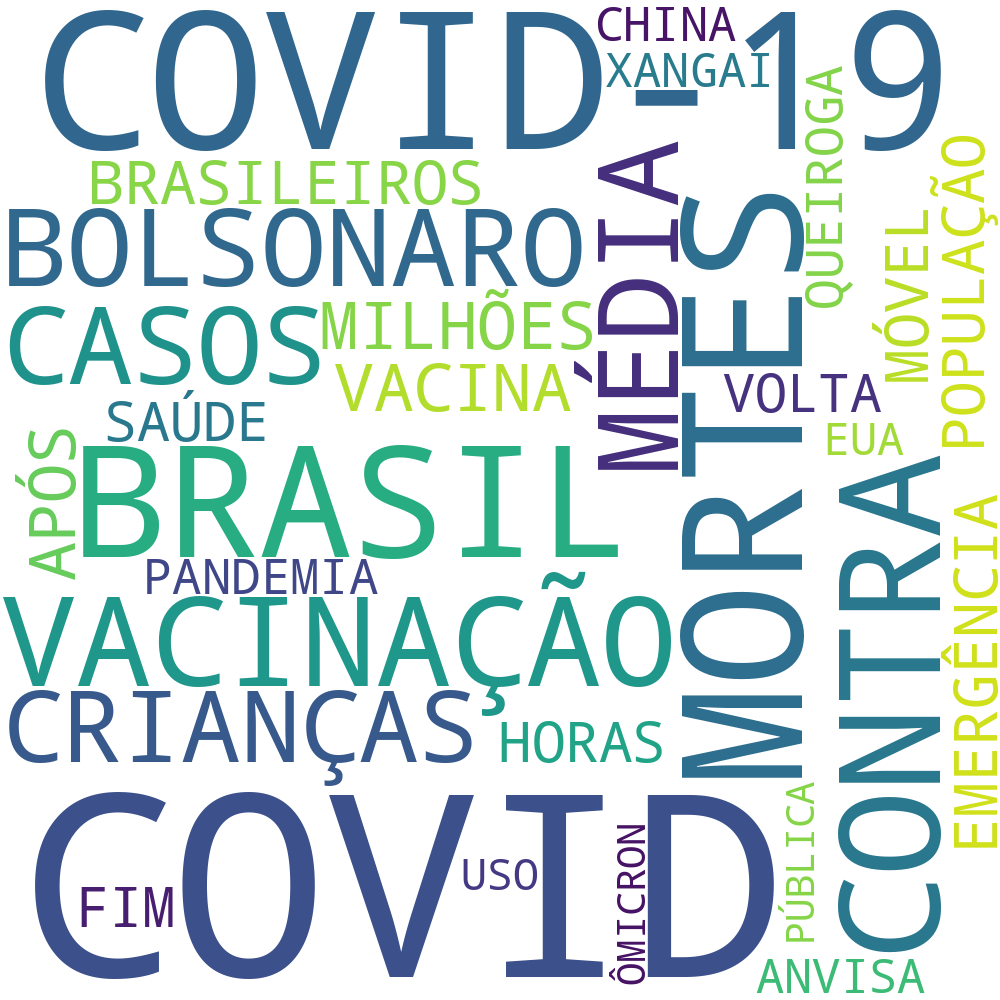 COVID-19
CHINA
XANGAI
BRASILEIROS
QUEIROGA
BOLSONARO
MÉDIA
MORTES
MÓVEL
POPULAÇÃO
CASOS
MILHÕES
VACINA
VOLTA
SAÚDE
EUA
APÓS
BRASIL
CONTRA
PANDEMIA
EMERGÊNCIA
VACINAÇÃO
CRIANÇAS
HORAS
COVID
FIM
USO
ÔMICRON
PÚBLICA
ANVISA